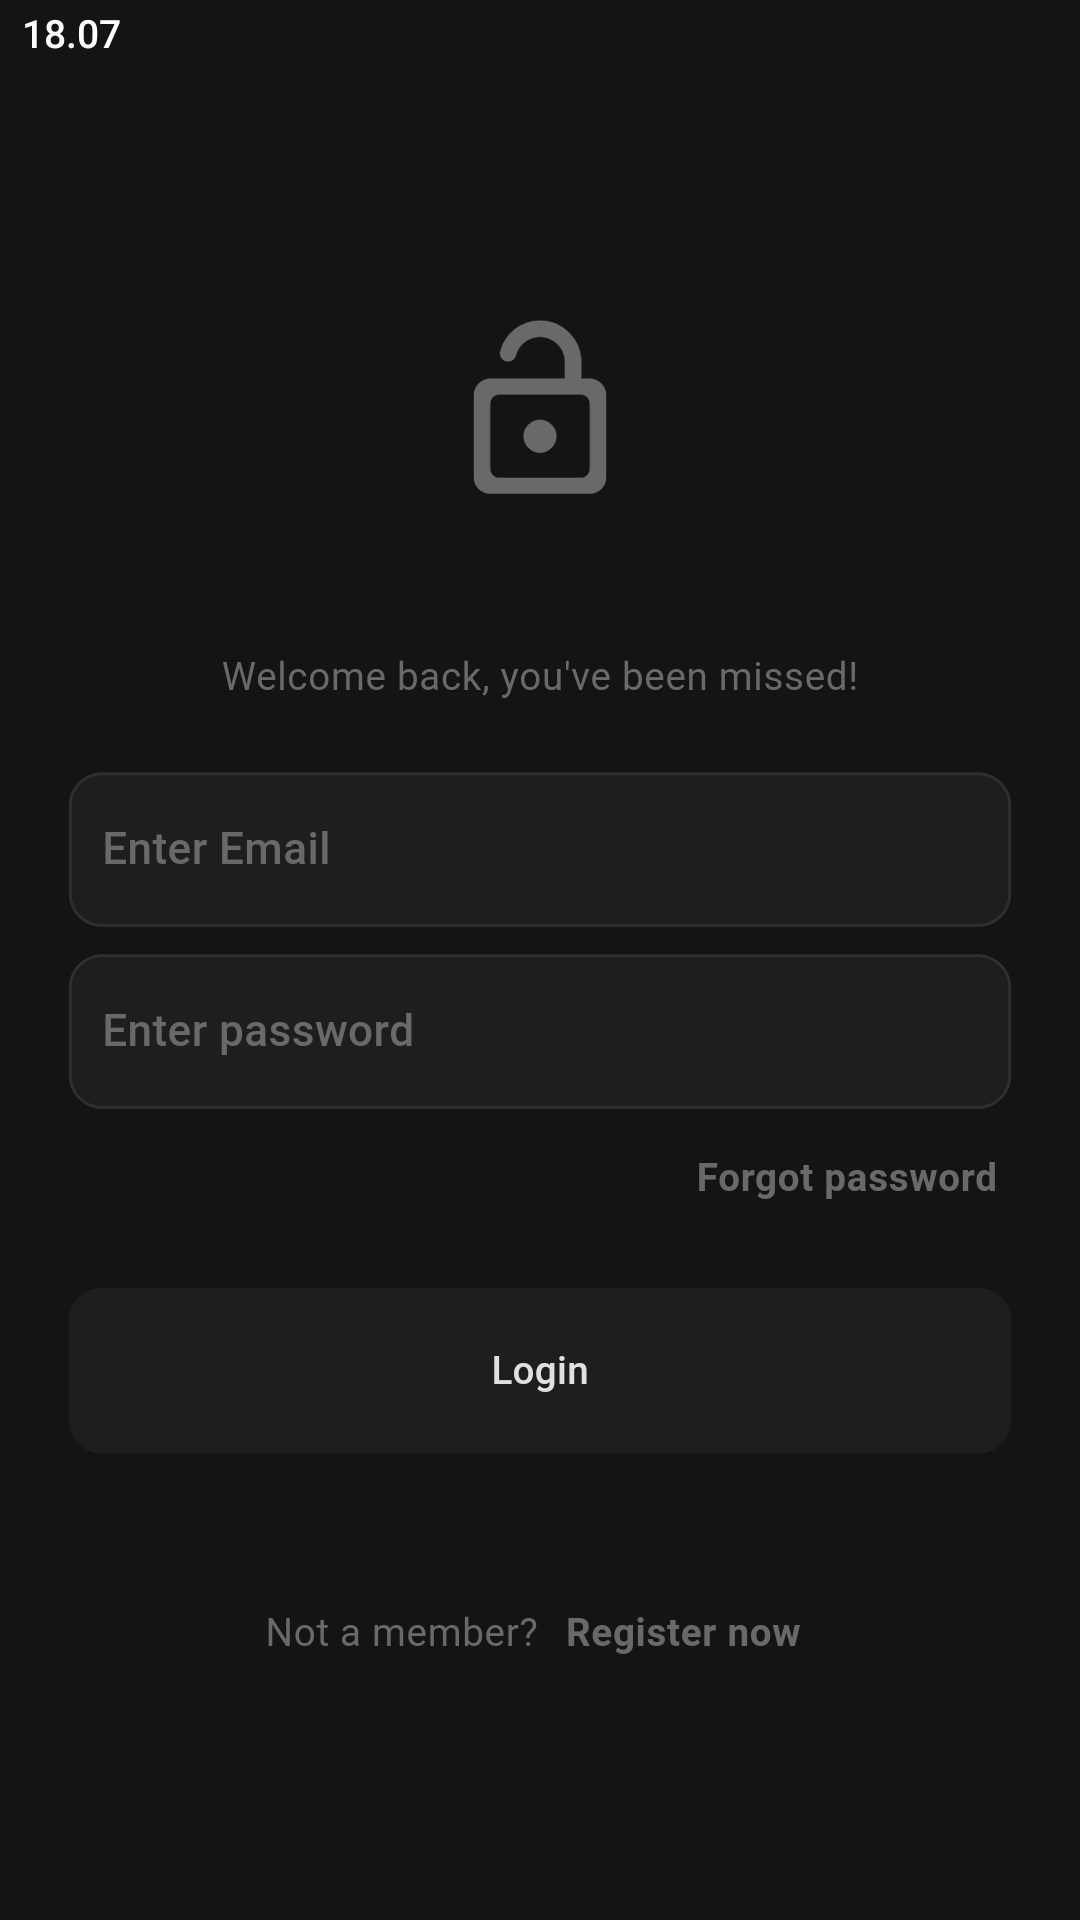 18.07
Welcome back, you've been missed!
Enter Email
Enter password
Forgot password
Login
Not a member? Register now